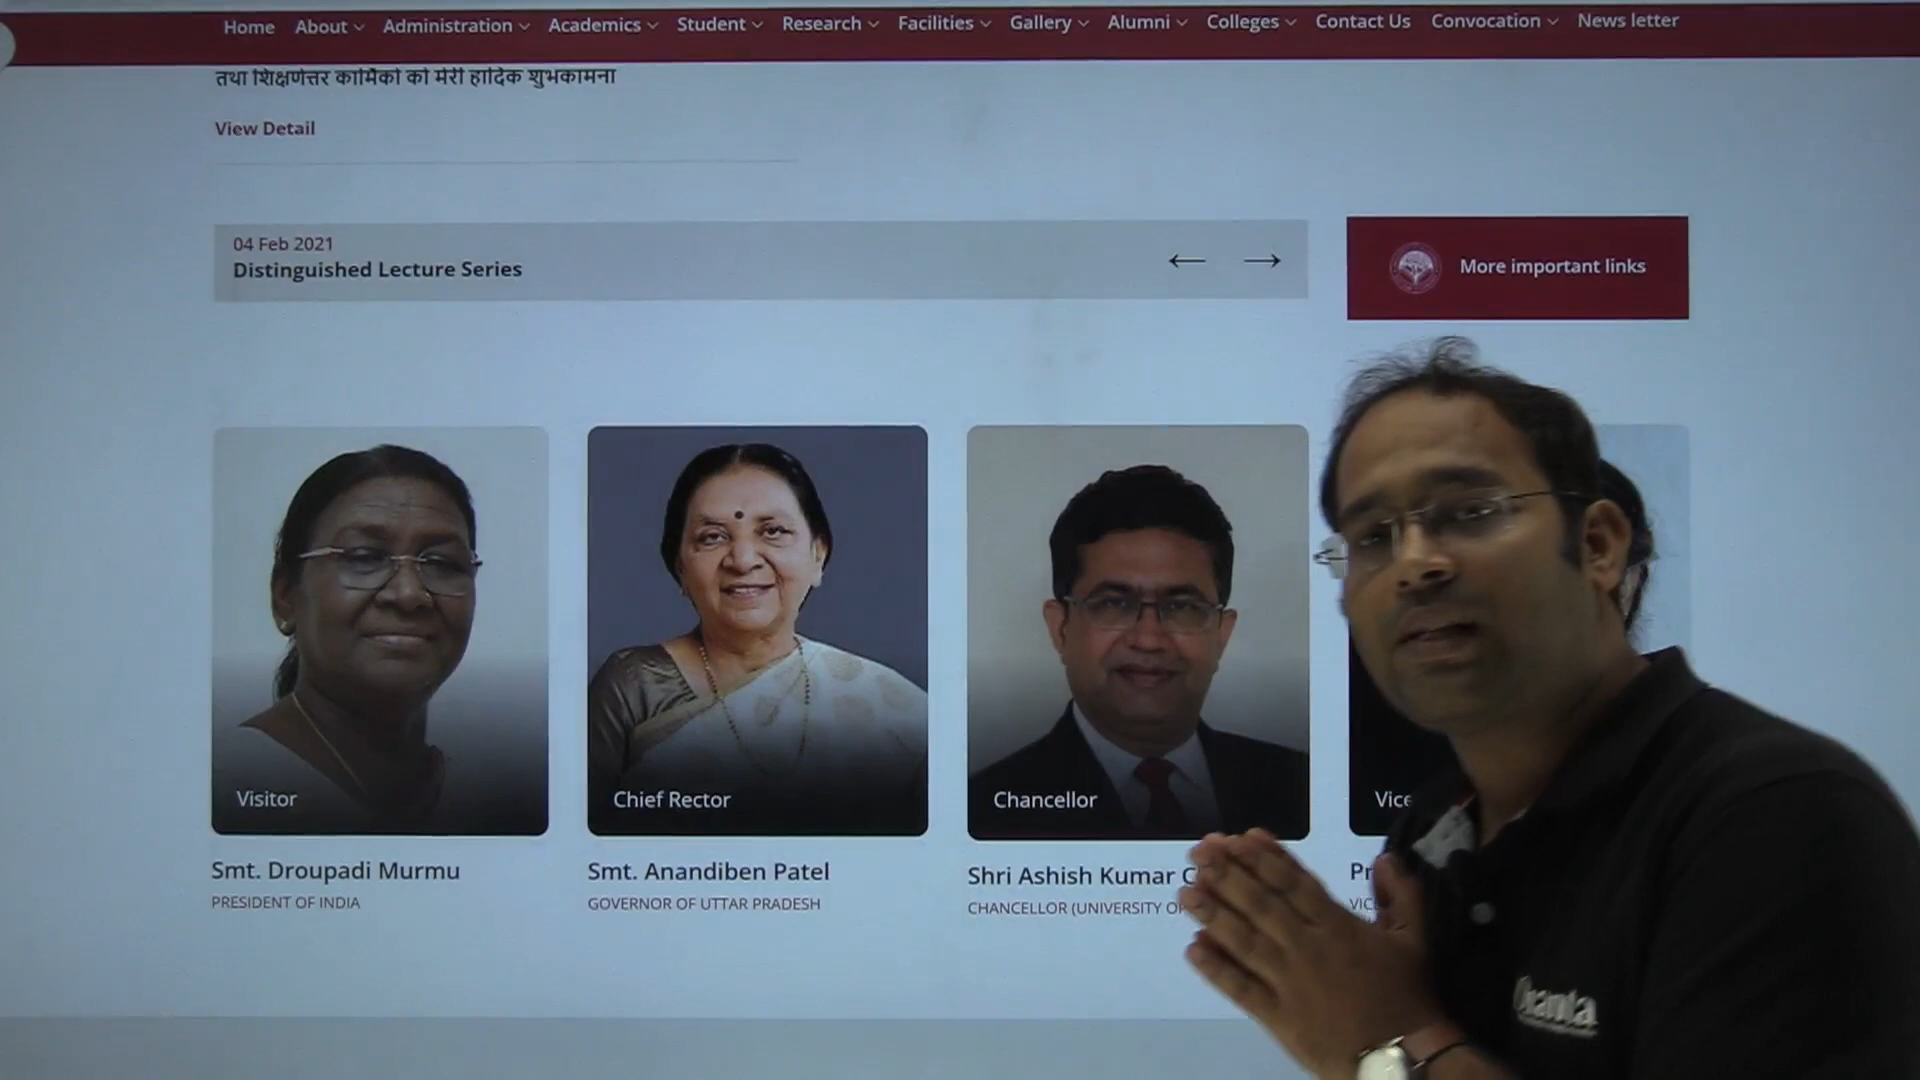 Home About Administration Academics Student Research Facilities Gallery Alumni Colleges Contact Us Convocation News letter
तथा शिक्षणेत्तर कार्मिकों को मेरी हार्दिक शुभकामना
View Detail
04 Feb 2021
Distinguished Lecture Series
More important links
Visitor
Chief Rector
Chancellor
Vice
Smt. Droupadi Murmu
Smt. Anandiben Patel
Shri Ashish Kumar C
Pr
PRESIDENT OF INDIA
GOVERNOR OF UTTAR PRADESH
CHANCELLOR (UNIVERSITY OF
VICE